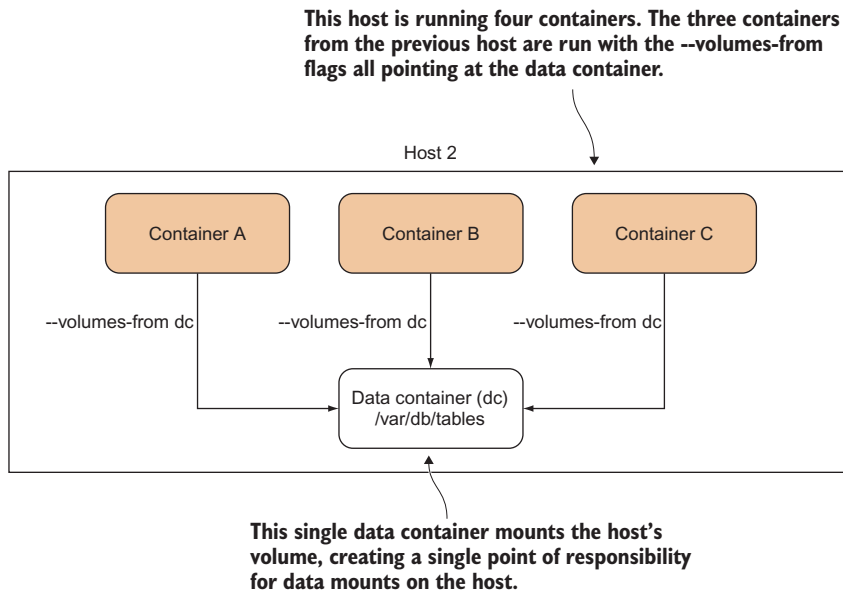 This host is running four containers. The three containers
from the previous host are run with the --volumes-from
flags all pointing at the data container.
Host 2
Container A
Container B
Container C
--volumes-from dc
--volumes-from dc
--volumes-from dc
Data container (dc)
/var/db/tables
This single data container mounts the host's
volume, creating a single point of responsibility
for data mounts on the host.